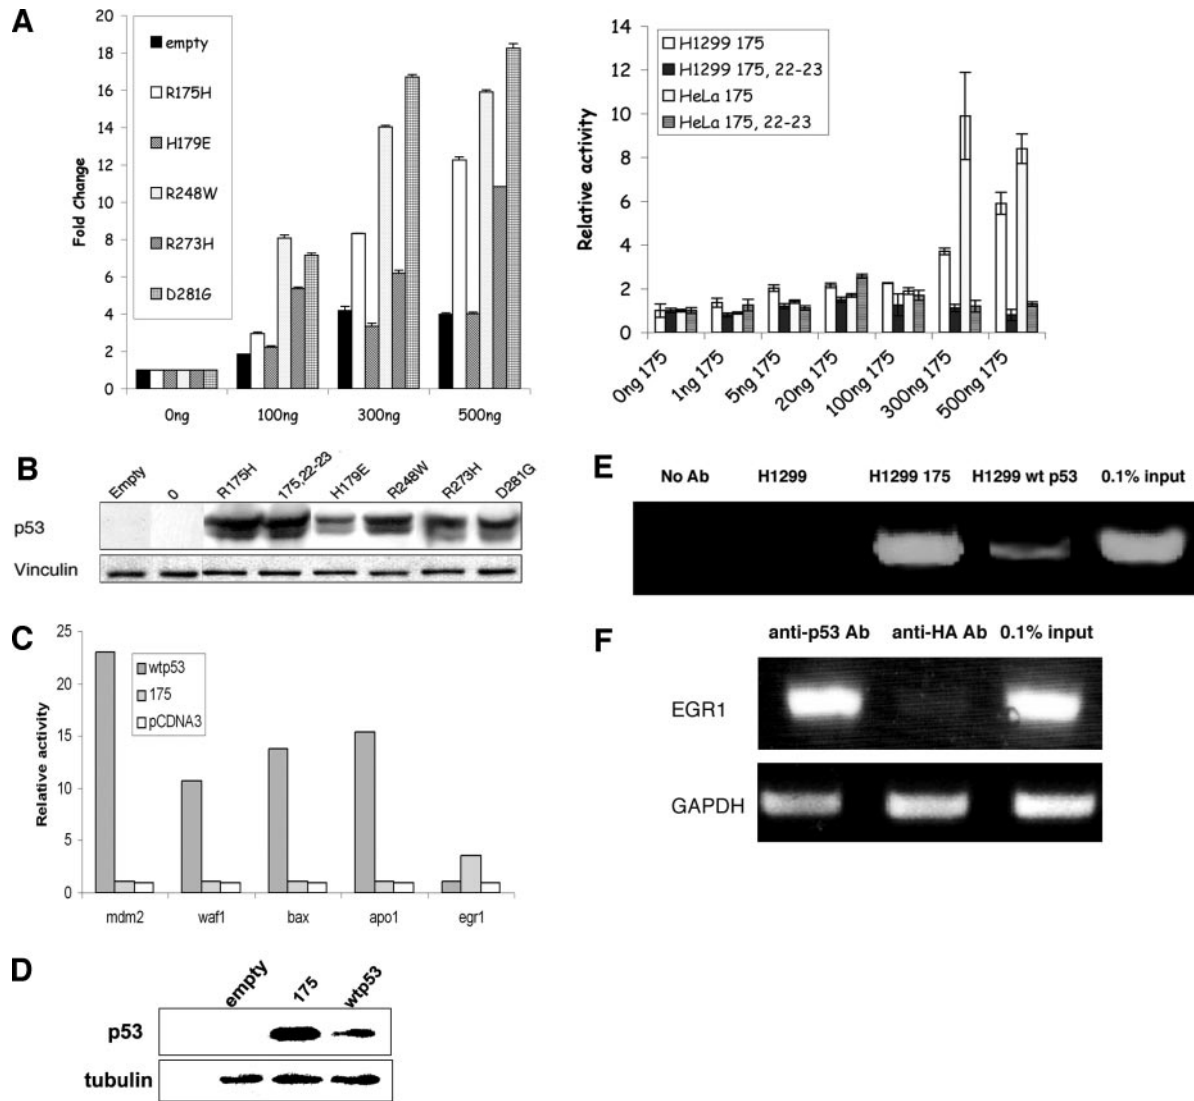 A
20
18
16
14
12
10
8
6
4
2
0
Fold Change
empty
R175H
H179E
R248W
R273H
D281G
0ng 100ng 300ng 500ng
14
12
10
8
6
4
2
0
Relative activity
H1299 175
H1299 175, 22-23
HeLa 175
HeLa 175, 22-23
0ng 175 1ng 175 5ng 175 20ng 175 100ng 175 300ng 175 500ng 175
B
Empty 0 R175H 175,22-23 H179E R248W R273H D281G
p53
Vinculin
C
25
20
15
10
5
0
Relative activity
wtp53
175
pCDNA3
mdm2 waf1 bax apo1 egr1
D
empty 175 wtp53
p53
tubulin
E
No Ab H1299 H1299 175 H1299 wt p53 0.1% input
F
anti-p53 Ab anti-HA Ab 0.1% input
EGR1
GAPDH